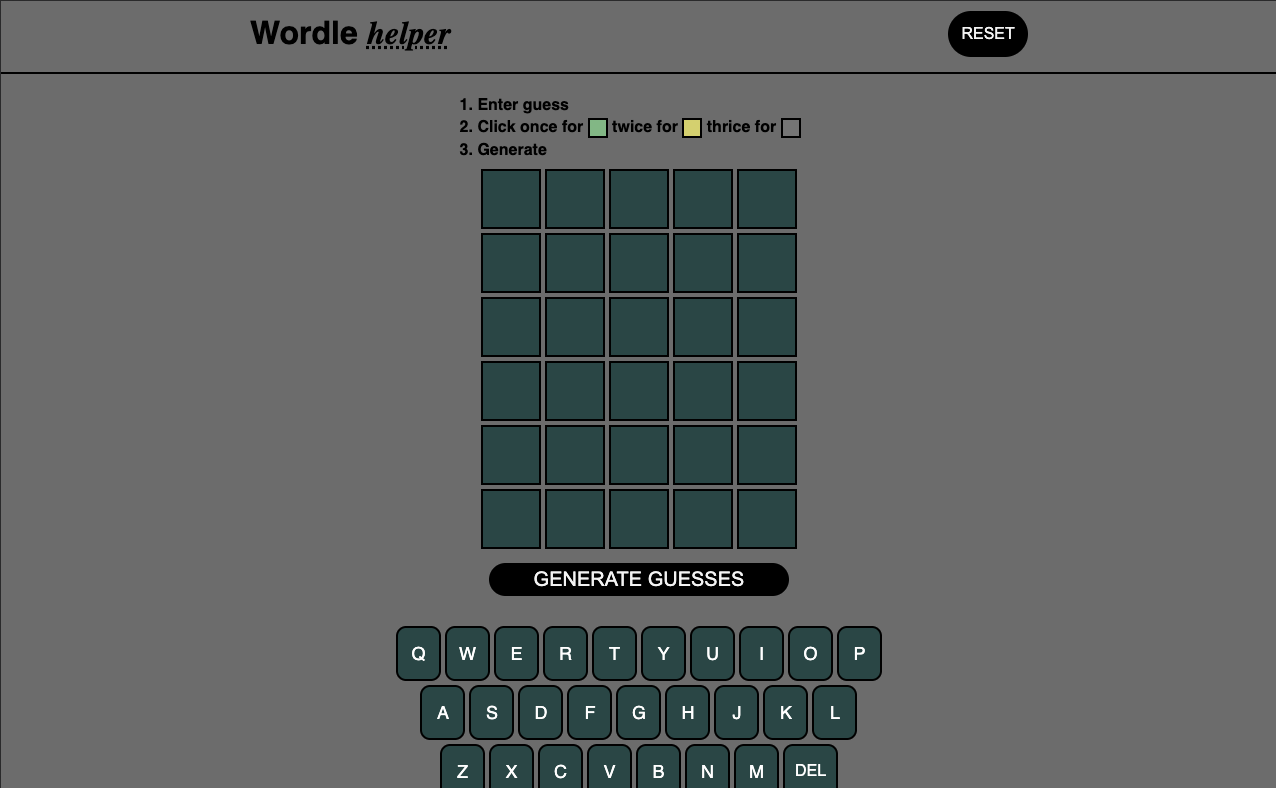 Wordle helper
RESET
1. Enter guess
2. Click once for twice for thrice for
3. Generate
GENERATE GUESSES
Q W E R T Y U I O P
A S D F G H J K L
Z X C V B N M DEL